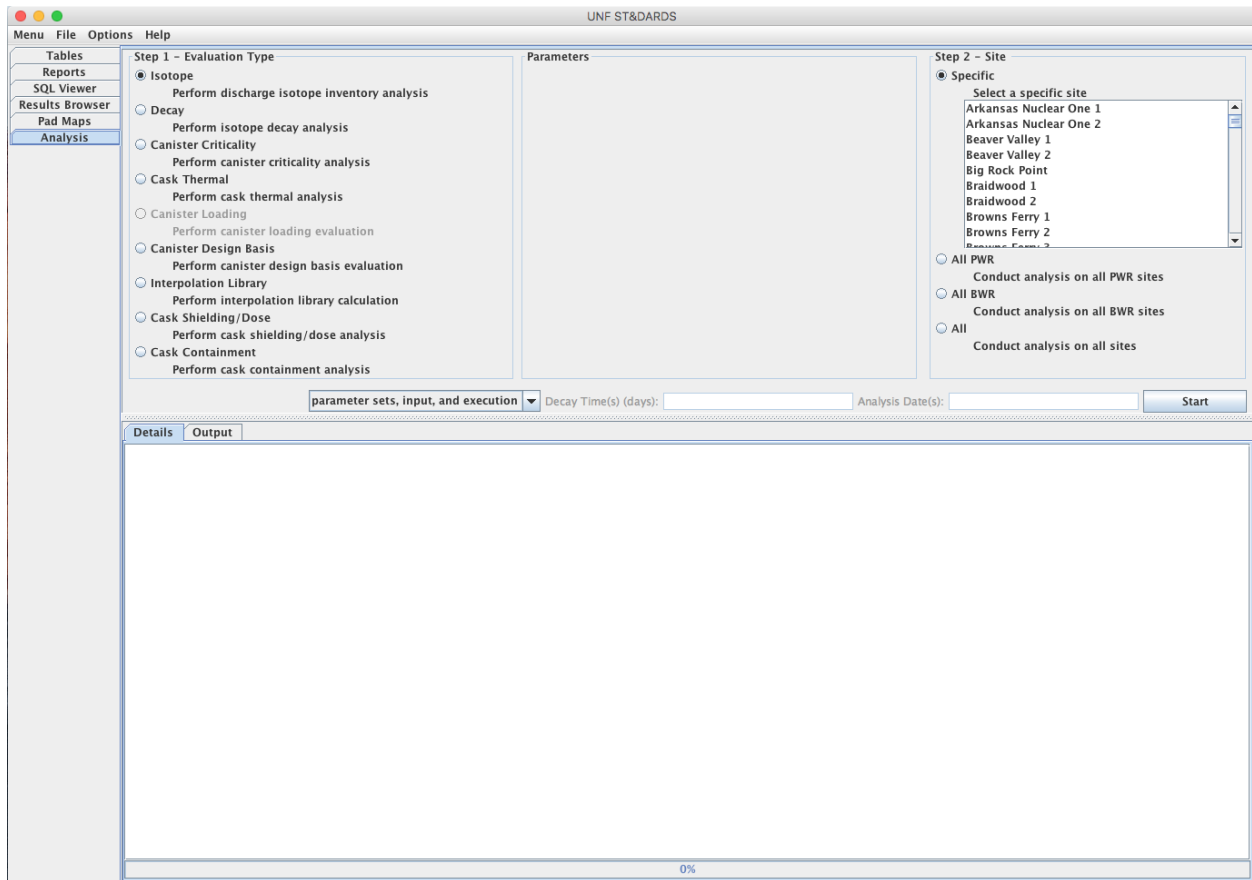 UNF ST&DARDS
Menu File Options Help
Tables
Reports
SQL Viewer
Results Browser
Pad Maps
Analysis
Step 1 - Evaluation Type
Isotope
Perform discharge isotope inventory analysis
Decay
Perform isotope decay analysis
Canister Criticality
Perform canister criticality analysis
Cask Thermal
Perform cask thermal analysis
Canister Loading
Perform canister loading evaluation
Canister Design Basis
Perform canister design basis evaluation
Interpolation Library
Perform interpolation library calculation
Cask Shielding/Dose
Perform cask shielding/dose analysis
Cask Containment
Perform cask containment analysis
Parameters
Step 2 - Site
Specific
Select a specific site
Arkansas Nuclear One 1
Arkansas Nuclear One 2
Beaver Valley 1
Beaver Valley 2
Big Rock Point
Braidwood 1
Braidwood 2
Browns Ferry 1
Browns Ferry 2
Browns Ferry 3
All PWR
Conduct analysis on all PWR sites
All BWR
Conduct analysis on all BWR sites
All
Conduct analysis on all sites
parameter sets, input, and execution Decay Time(s) (days): Analysis Date(s): Start
Details Output
0%